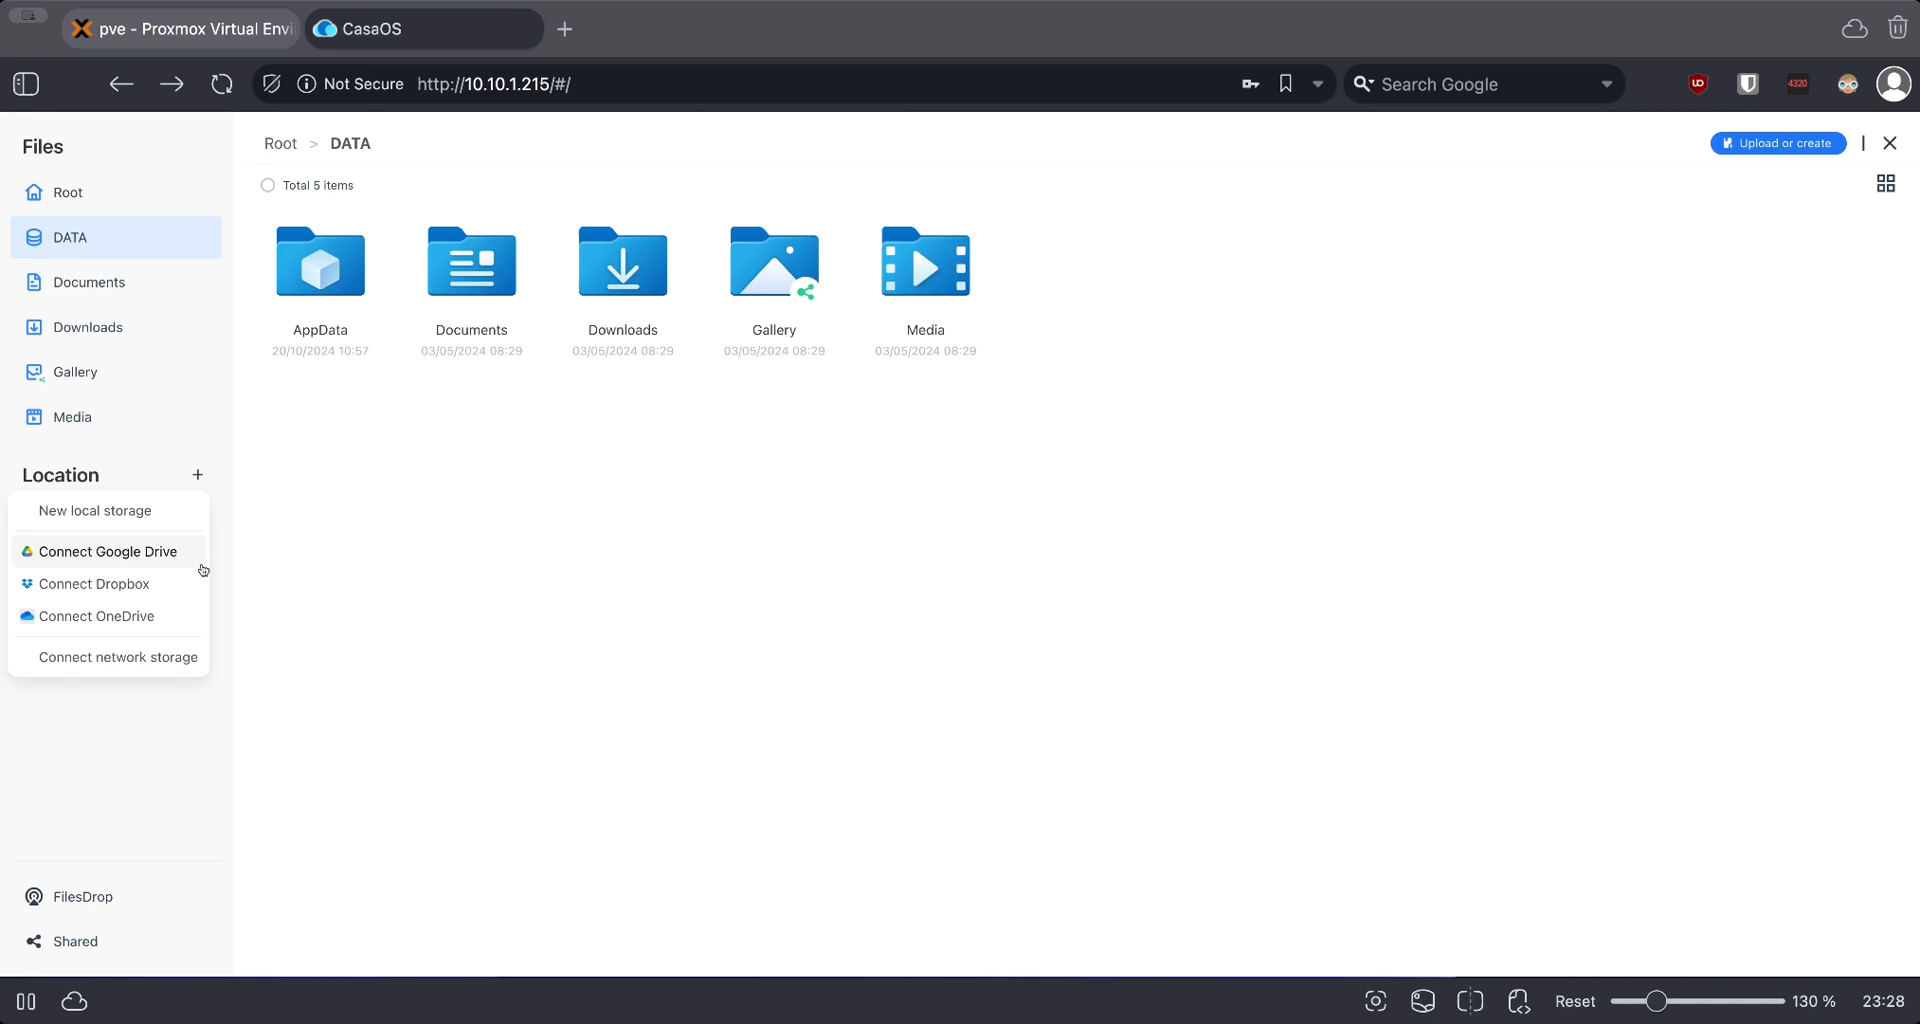 pve - Proxmox Virtual Envi
CasaOS
Not Secure http://10.10.1.215/#/
Search Google
4320
Files
Root
DATA
Documents
Downloads
Gallery
Media
Location +
New local storage
Connect Google Drive
Connect Dropbox
Connect OneDrive
Connect network storage
FilesDrop
Shared
Root > DATA
Upload or create
Total 5 items
AppData
20/10/2024 10:57
Documents
03/05/2024 08:29
Downloads
03/05/2024 08:29
Gallery
03/05/2024 08:29
Media
03/05/2024 08:29
Reset
130 %
23:28